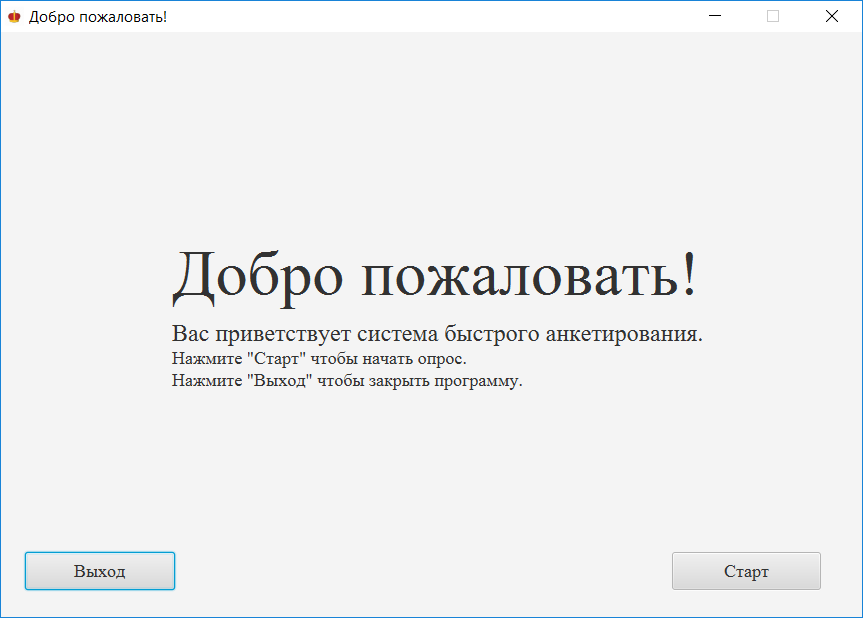 Добро пожаловать!
Добро пожаловать!
Вас приветствует система быстрого анкетирования.
Нажмите "Старт" чтобы начать опрос.
Нажмите "Выход" чтобы закрыть программу.
Выход
Старт